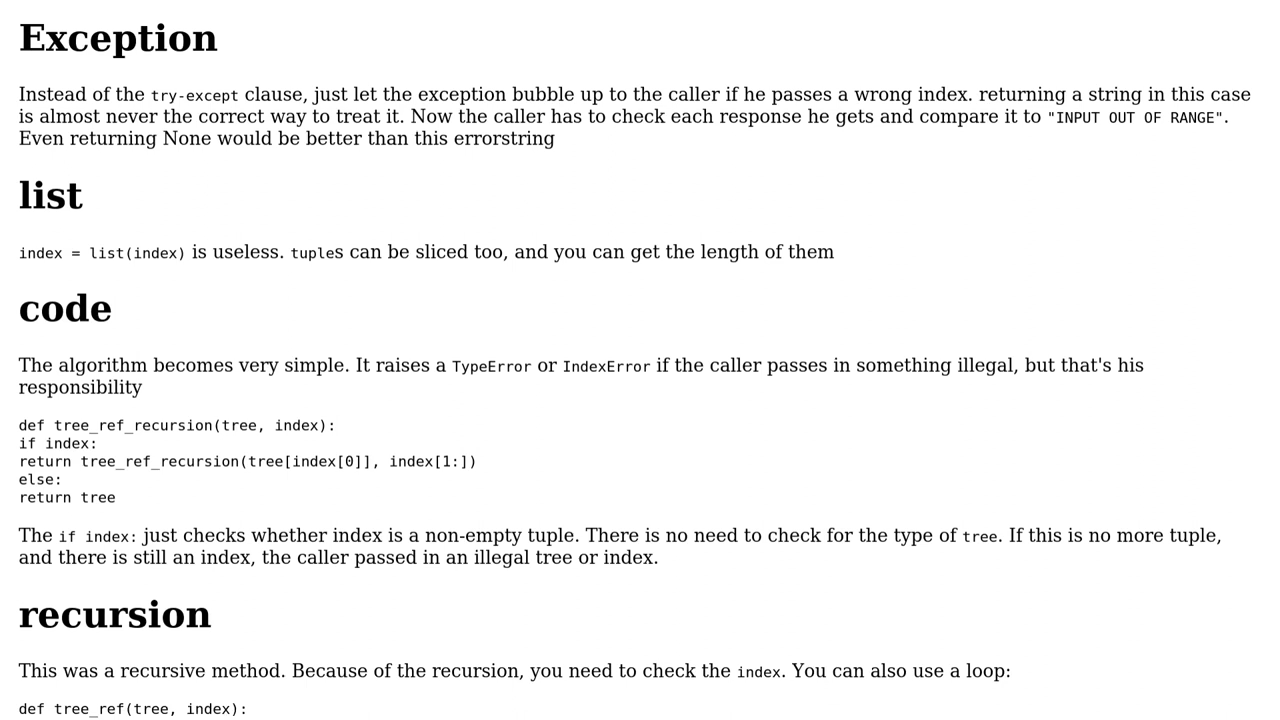 Exception
Instead of the try-except clause, just let the exception bubble up to the caller if he passes a wrong index. returning a string in this case
is almost never the correct way to treat it. Now the caller has to check each response he gets and compare it to "INPUT OUT OF RANGE".
Even returning None would be better than this errorstring
list
index = list(index) is useless. tuples can be sliced too, and you can get the length of them
code
The algorithm becomes very simple. It raises a TypeError or IndexError if the caller passes in something illegal, but that's his
responsibility
def tree_ref_recursion(tree, index):
if index:
return tree_ref_recursion(tree[index[0]], index[1:])
else:
return tree
The if index: just checks whether index is a non-empty tuple. There is no need to check for the type of tree. If this is no more tuple,
and there is still an index, the caller passed in an illegal tree or index.
recursion
This was a recursive method. Because of the recursion, you need to check the index. You can also use a loop:
def tree_ref(tree, index):